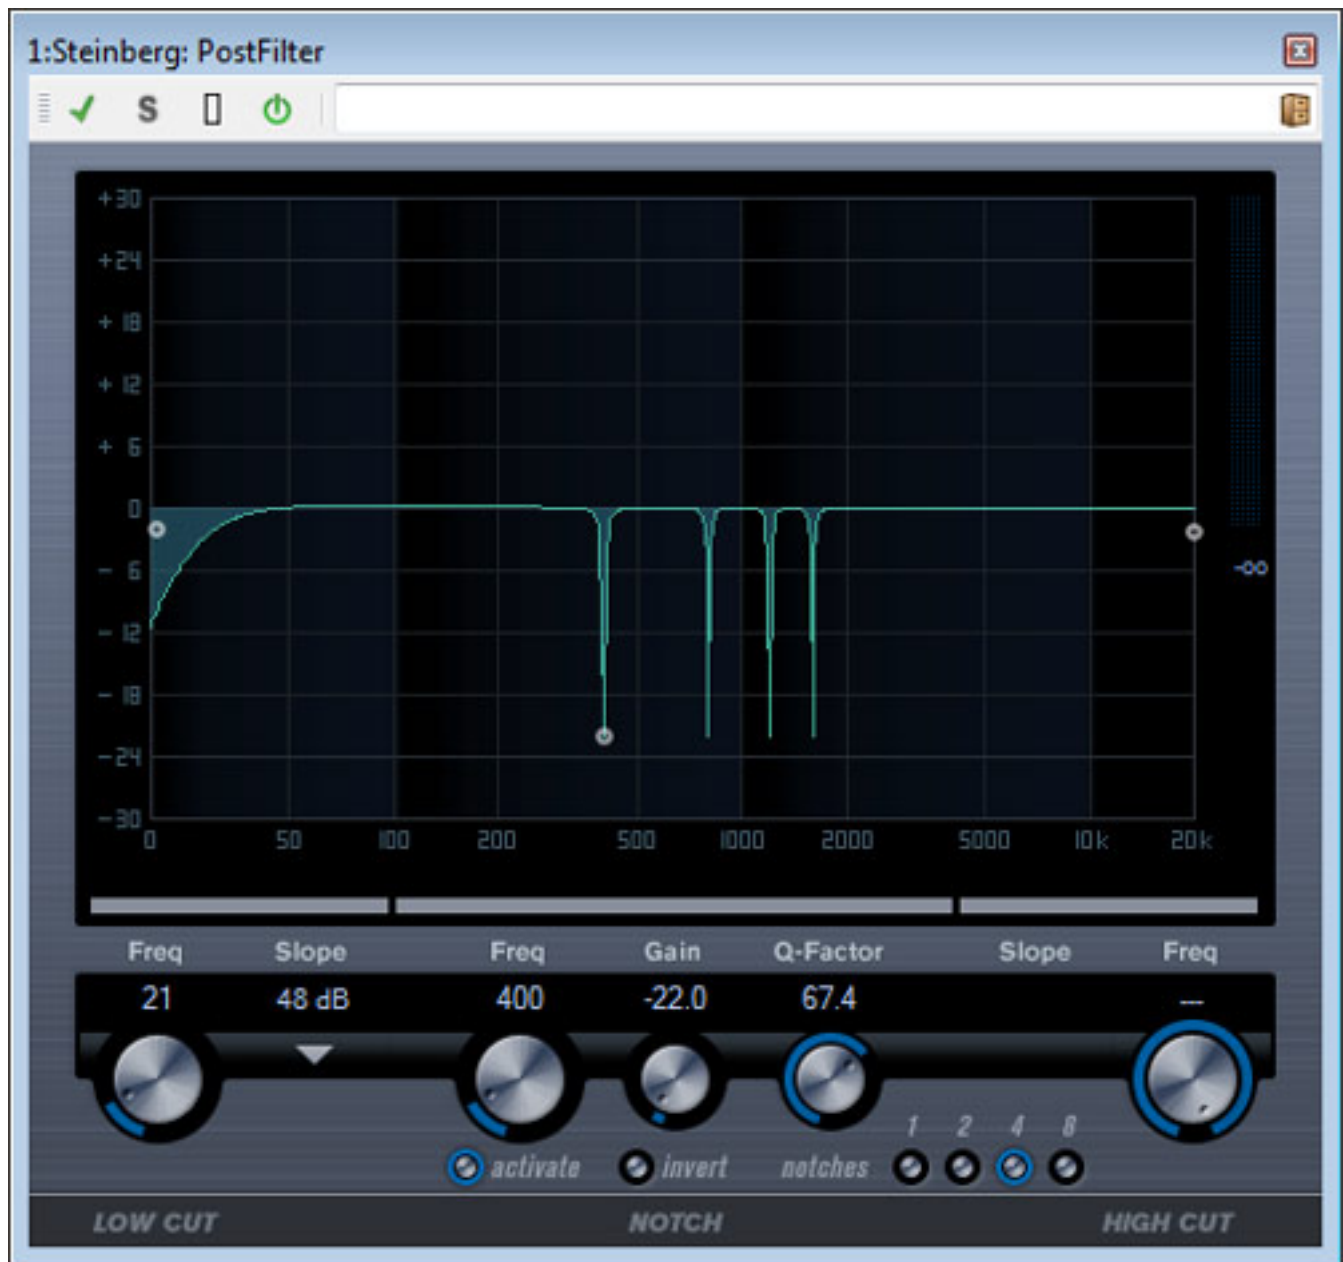 1:Steinberg: PostFilter
S
+30
+24
+18
+12
+6
0
-6
-12
-18
-24
-30
-∞
0 50 100 200 500 1000 2000 5000 10k 20k
Freq Slope Freq Gain Q-Factor Slope Freq
21 48 dB 400 -22.0 67.4 ---
1 2 4 8
activate invert notches
LOW CUT NOTCH HIGH CUT